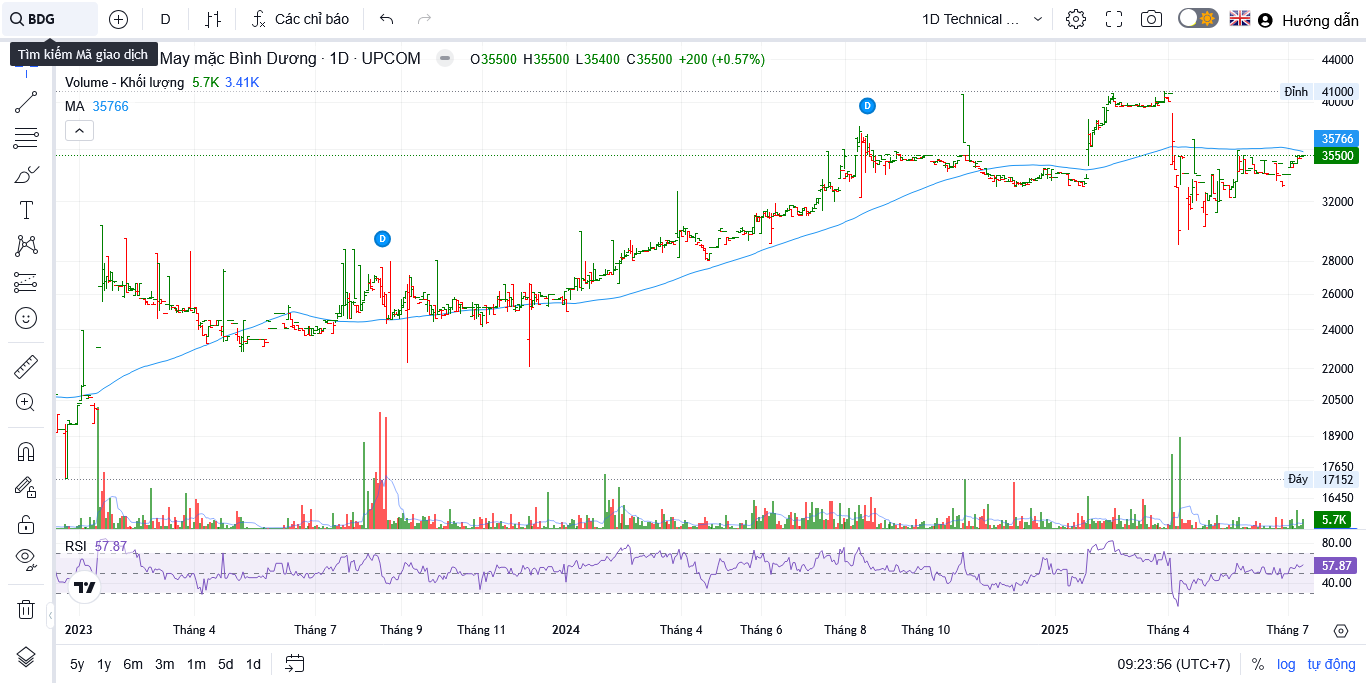 BDG
D
Các chỉ báo
1D Technical ...
Hướng dẫn
Tìm kiếm Mã giao dịch
May mặc Bình Dương · 1D · UPCOM
O35500 H35500 L35400 C35500 +200 (+0.57%)
Volume - Khối lượng 5.7K 3.41K
MA 35766
44000
Đỉnh 41000
40000
35766
35500
32000
28000
26000
24000
22000
20500
18900
17650
Đáy 17152
16450
5.7K
D
D
RSI 57.87
80.00
57.87
40.00
2023 Tháng 4 Tháng 7 Tháng 9 Tháng 11 2024 Tháng 4 Tháng 6 Tháng 8 Tháng 10 2025 Tháng 4 Tháng 7
5y 1y 6m 3m 1m 5d 1d
09:23:56 (UTC+7) % log tự động